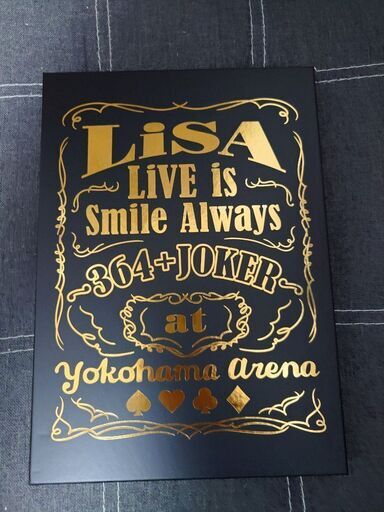 LiSA
LiVE is
Smile Always
364+JOKER
at
Yokohama arena